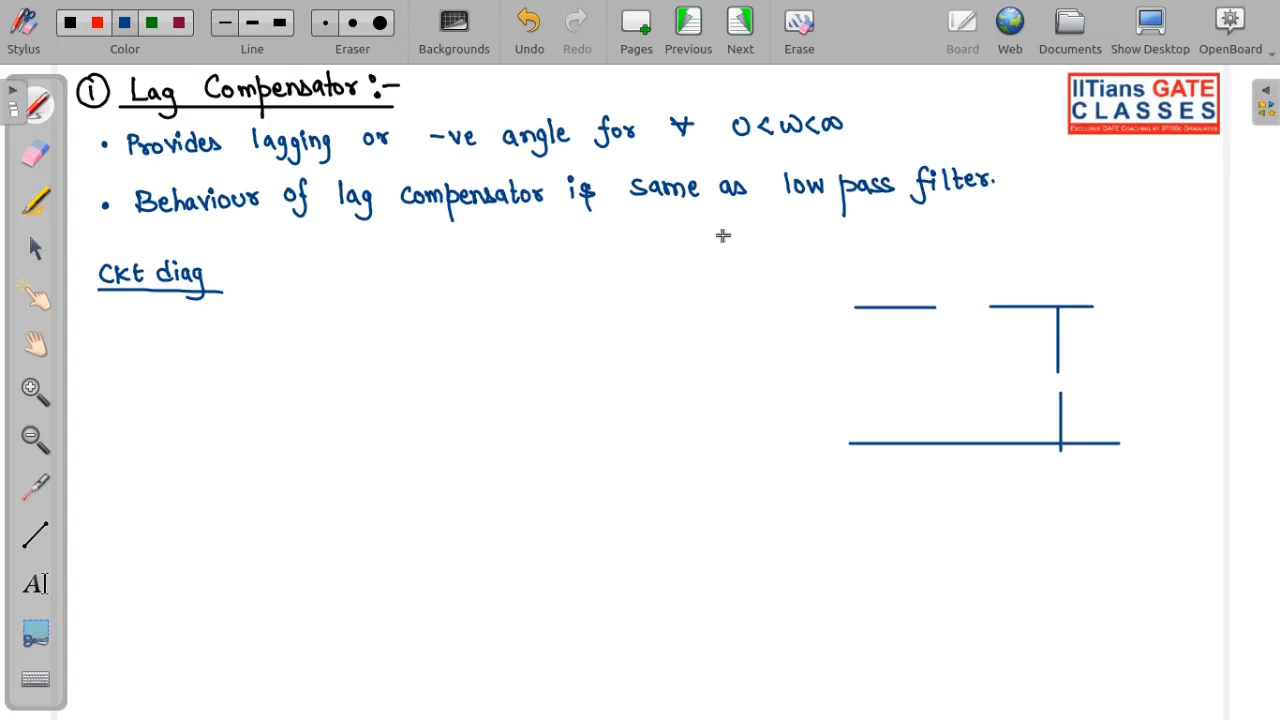 Stylus
Color
Line
Eraser
Backgrounds
Undo
Redo
Pages
Previous
Next
Erase
Board
Web
Documents
Show Desktop
OpenBoard
① Lag Compensator :-
• Provides lagging or -ve angle for ∀ 0<ω<∞
• Behaviour of lag compensator is same as low pass filter.
Ckt diag
IITians GATE
CLASSES